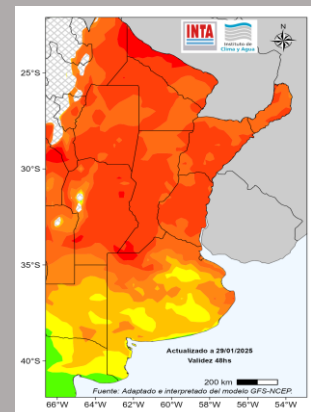 INTA
Instituto de
Clima y Agua
N
25°S
30°S
35°S
40°S
Actualizado a 29/01/2025
Validez 48hs
200 km
Fuente: Adaptado e interpretado del modelo GFS-NCEP.
66°W 64°W 62°W 60°W 58°W 56°W 54°W